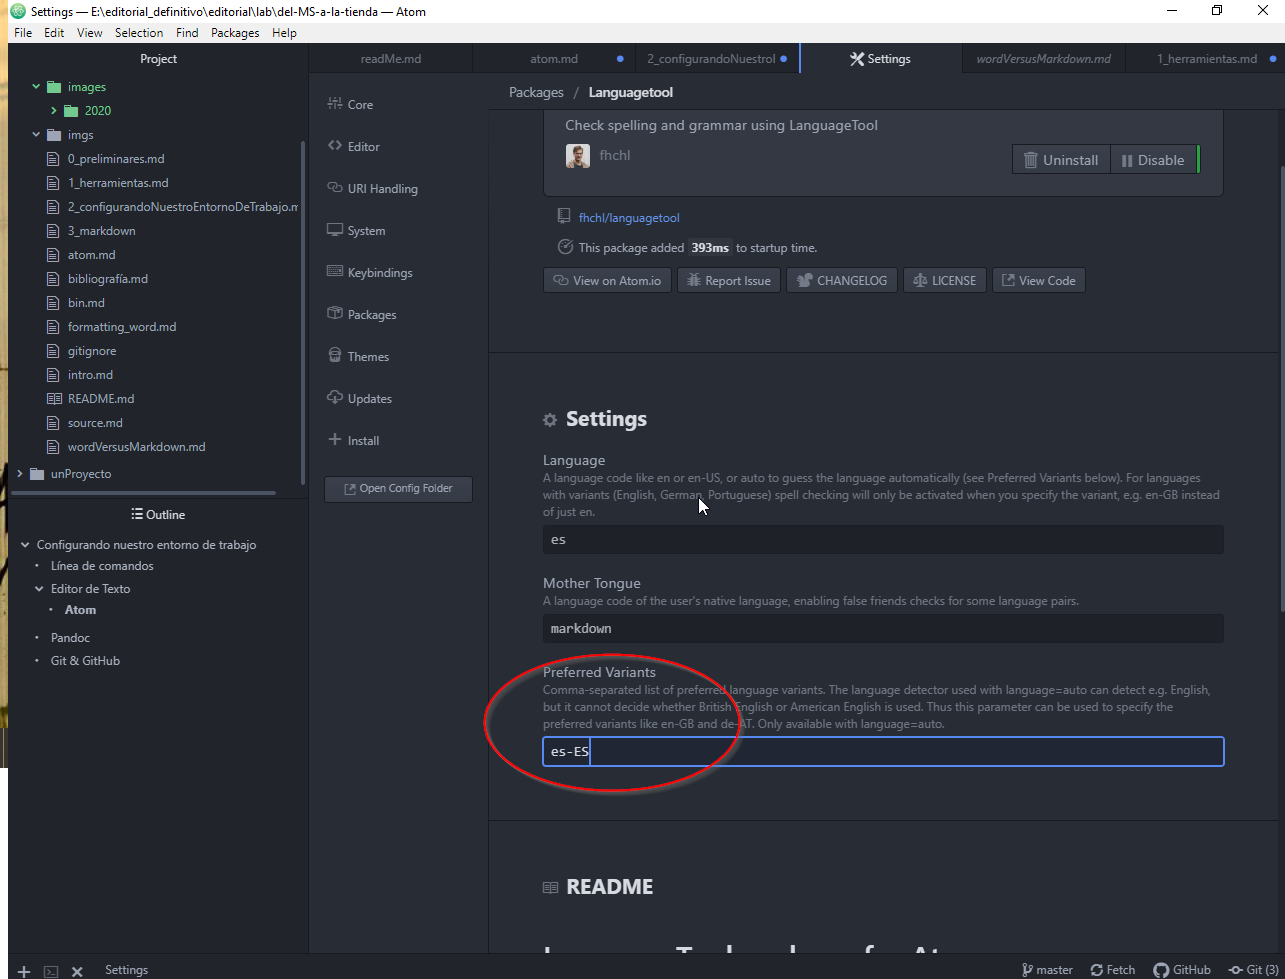 Settings — E:\editorial_definitivo\editorial\lab\del-MS-a-la-tienda — Atom
File Edit View Selection Find Packages Help
Project
images
2020
imgs
0_preliminares.md
1_herramientas.md
2_configurandoNuestroEntornoDeTrabajo.m
3_markdown
atom.md
bibliografía.md
bin.md
formatting_word.md
gitignore
intro.md
README.md
source.md
wordVersusMarkdown.md
unProyecto
Outline
Configurando nuestro entorno de trabajo
Línea de comandos
Editor de Texto
Atom
Pandoc
Git & GitHub
readMe.md
atom.md
2_configurandoNuestroI
Settings
wordVersusMarkdown.md
1_herramientas.md
Core
Editor
URI Handling
System
Keybindings
Packages
Themes
Updates
Install
Open Config Folder
Packages / Languagetool
Check spelling and grammar using LanguageTool
fhchl
Uninstall
Disable
fhchl/languagetool
This package added 393ms to startup time.
View on Atom.io
Report Issue
CHANGELOG
LICENSE
View Code
Settings
Language
A language code like en or en-US, or auto to guess the language automatically (see Preferred Variants below). For languages
with variants (English, German, Portuguese) spell checking will only be activated when you specify the variant, e.g. en-GB instead
of just en.
es
Mother Tongue
A language code of the user's native language, enabling false friends checks for some language pairs.
markdown
Preferred Variants
Comma-separated list of preferred language variants. The language detector used with language=auto can detect e.g. English,
but it cannot decide whether British English or American English is used. Thus this parameter can be used to specify the
preferred variants like en-GB and de-AT. Only available with language=auto.
es-ES
README
Settings
master
Fetch
GitHub
Git (3)